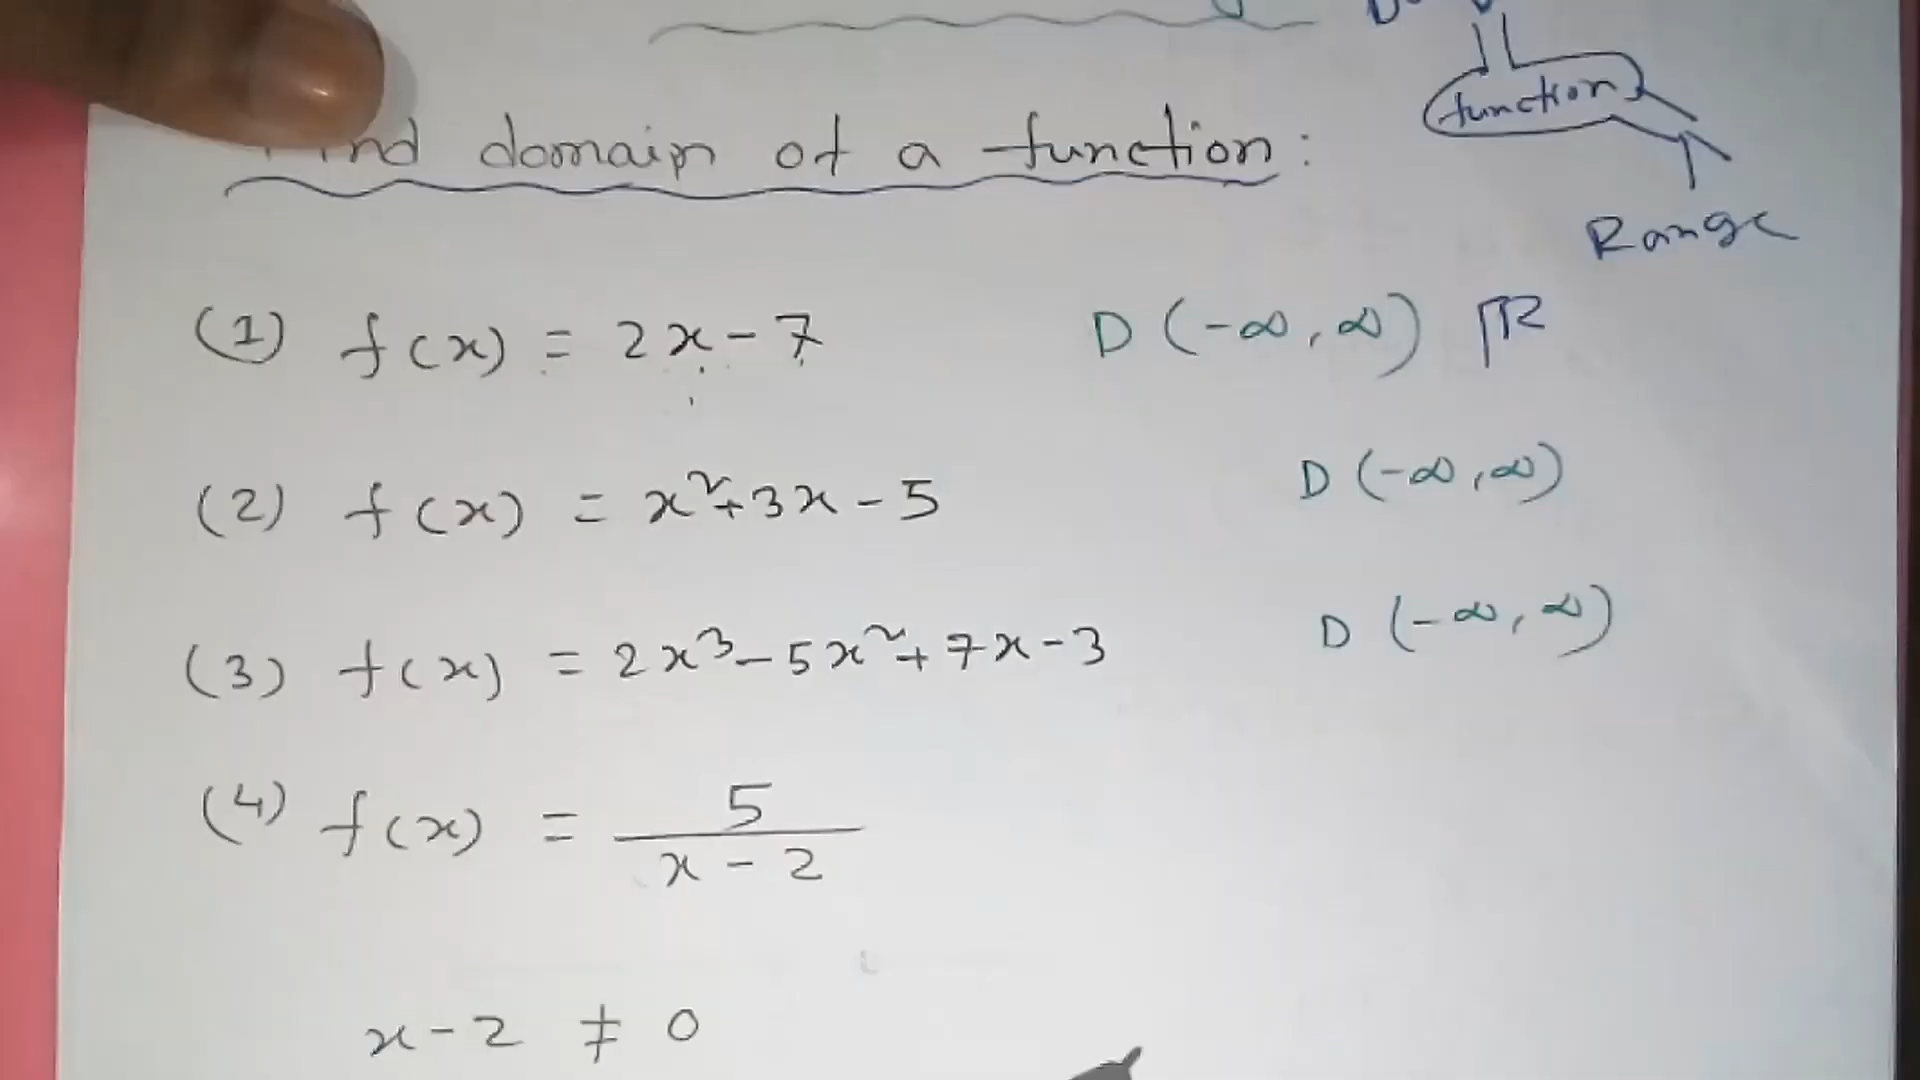 function
domain of a function:
Range
(1) f(x) = 2x - 7 D (-∞, ∞) ℝ
(2) f(x) = x²+3x - 5 D (-∞, ∞)
(3) f(x) = 2x³ - 5x² + 7x - 3 D (-∞, ∞)
(4) f(x) = 5
x - 2
x - 2 ≠ 0